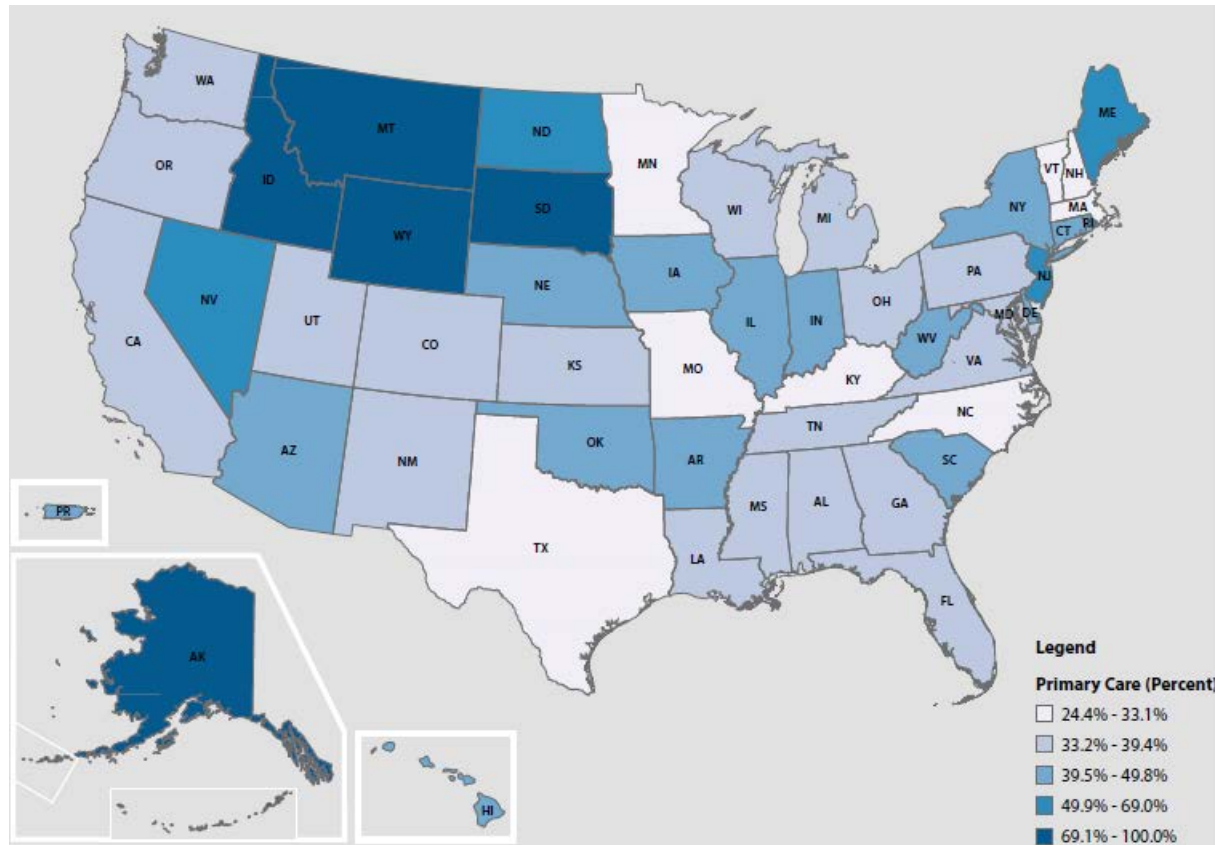 WA
MT
ND
MN
ME
OR
ID
SD
WI
MI
VT
NH
NY
MA
WY
CT
RI
IA
NE
PA
NJ
NV
UT
IL
IN
OH
MD
DE
CA
CO
WV
KS
MO
VA
KY
NC
TN
AZ
NM
OK
AR
SC
MS
AL
GA
PR
TX
LA
FL
AK
HI
Legend
Primary Care (Percent)
24.4% - 33.1%
33.2% - 39.4%
39.5% - 49.8%
49.9% - 69.0%
69.1% - 100.0%